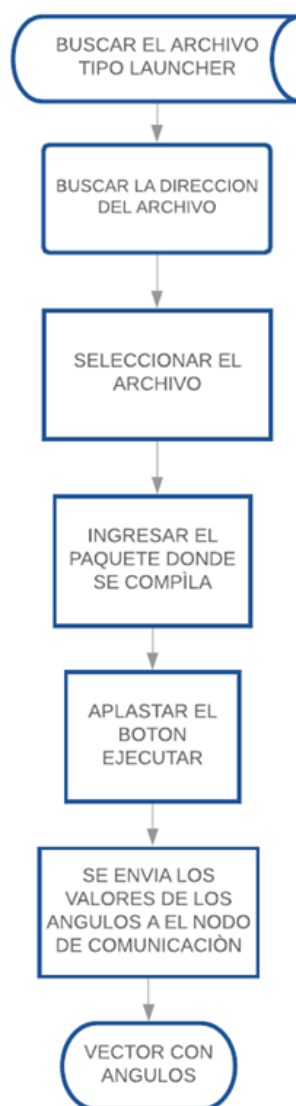 BUSCAR EL ARCHIVO
TIPO LAUNCHER
BUSCAR LA DIRECCION
DEL ARCHIVO
SELECCIONAR EL
ARCHIVO
INGRESAR EL
PAQUETE DONDE
SE COMPÌLA
APLASTAR EL
BOTON
EJECUTAR
SE ENVIA LOS
VALORES DE LOS
ANGULOS A EL NODO
DE COMUNICACIÒN
VECTOR CON
ANGULOS